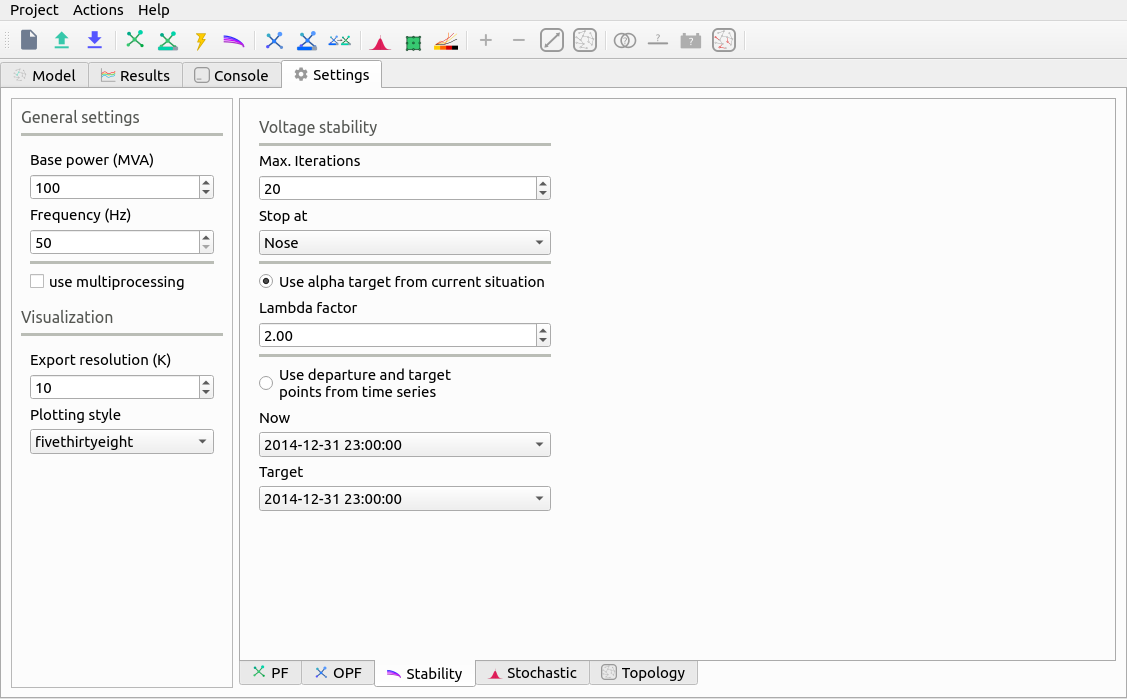 Project Actions Help
Model Results Console Settings
General settings
Base power (MVA)
100
Frequency (Hz)
50
use multiprocessing
Visualization
Export resolution (K)
10
Plotting style
fivethirtyeight
Voltage stability
Max. Iterations
20
Stop at
Nose
Use alpha target from current situation
Lambda factor
2.00
Use departure and target
points from time series
Now
2014-12-31 23:00:00
Target
2014-12-31 23:00:00
PF OPF Stability Stochastic Topology